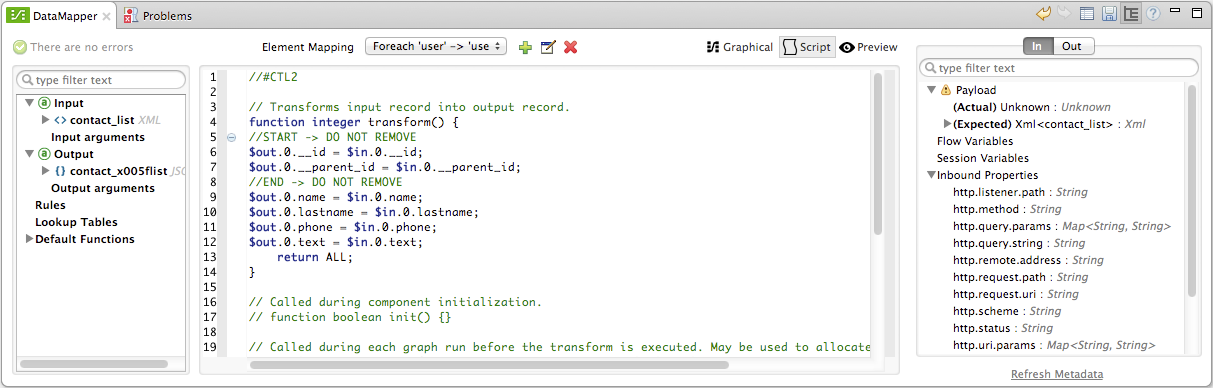 DataMapper Problems
There are no errors
Element Mapping Foreach 'user' -> 'use
Graphical Script Preview
type filter text
Input
contact_list XML
Input arguments
Output
contact_x005flist JSO
Output arguments
Rules
Lookup Tables
Default Functions
1 //#CTL2
2
3 // Transforms input record into output record.
4 function integer transform() {
5 //START -> DO NOT REMOVE
6 $out.0.__id = $in.0.__id;
7 $out.0.__parent_id = $in.0.__parent_id;
8 //END -> DO NOT REMOVE
9 $out.0.name = $in.0.name;
10 $out.0.lastname = $in.0.lastname;
11 $out.0.phone = $in.0.phone;
12 $out.0.text = $in.0.text;
13 return ALL;
14 }
15
16 // Called during component initialization.
17 // function boolean init() {}
18
19 // Called during each graph run before the transform is executed. May be used to allocate
In Out
type filter text
Payload
(Actual) Unknown : Unknown
(Expected) Xml<contact_list> : Xml
Flow Variables
Session Variables
Inbound Properties
http.listener.path : String
http.method : String
http.query.params : Map<String, String>
http.query.string : String
http.remote.address : String
http.request.path : String
http.request.uri : String
http.scheme : String
http.status : String
http.uri.params : Map<String, String>
Refresh Metadata